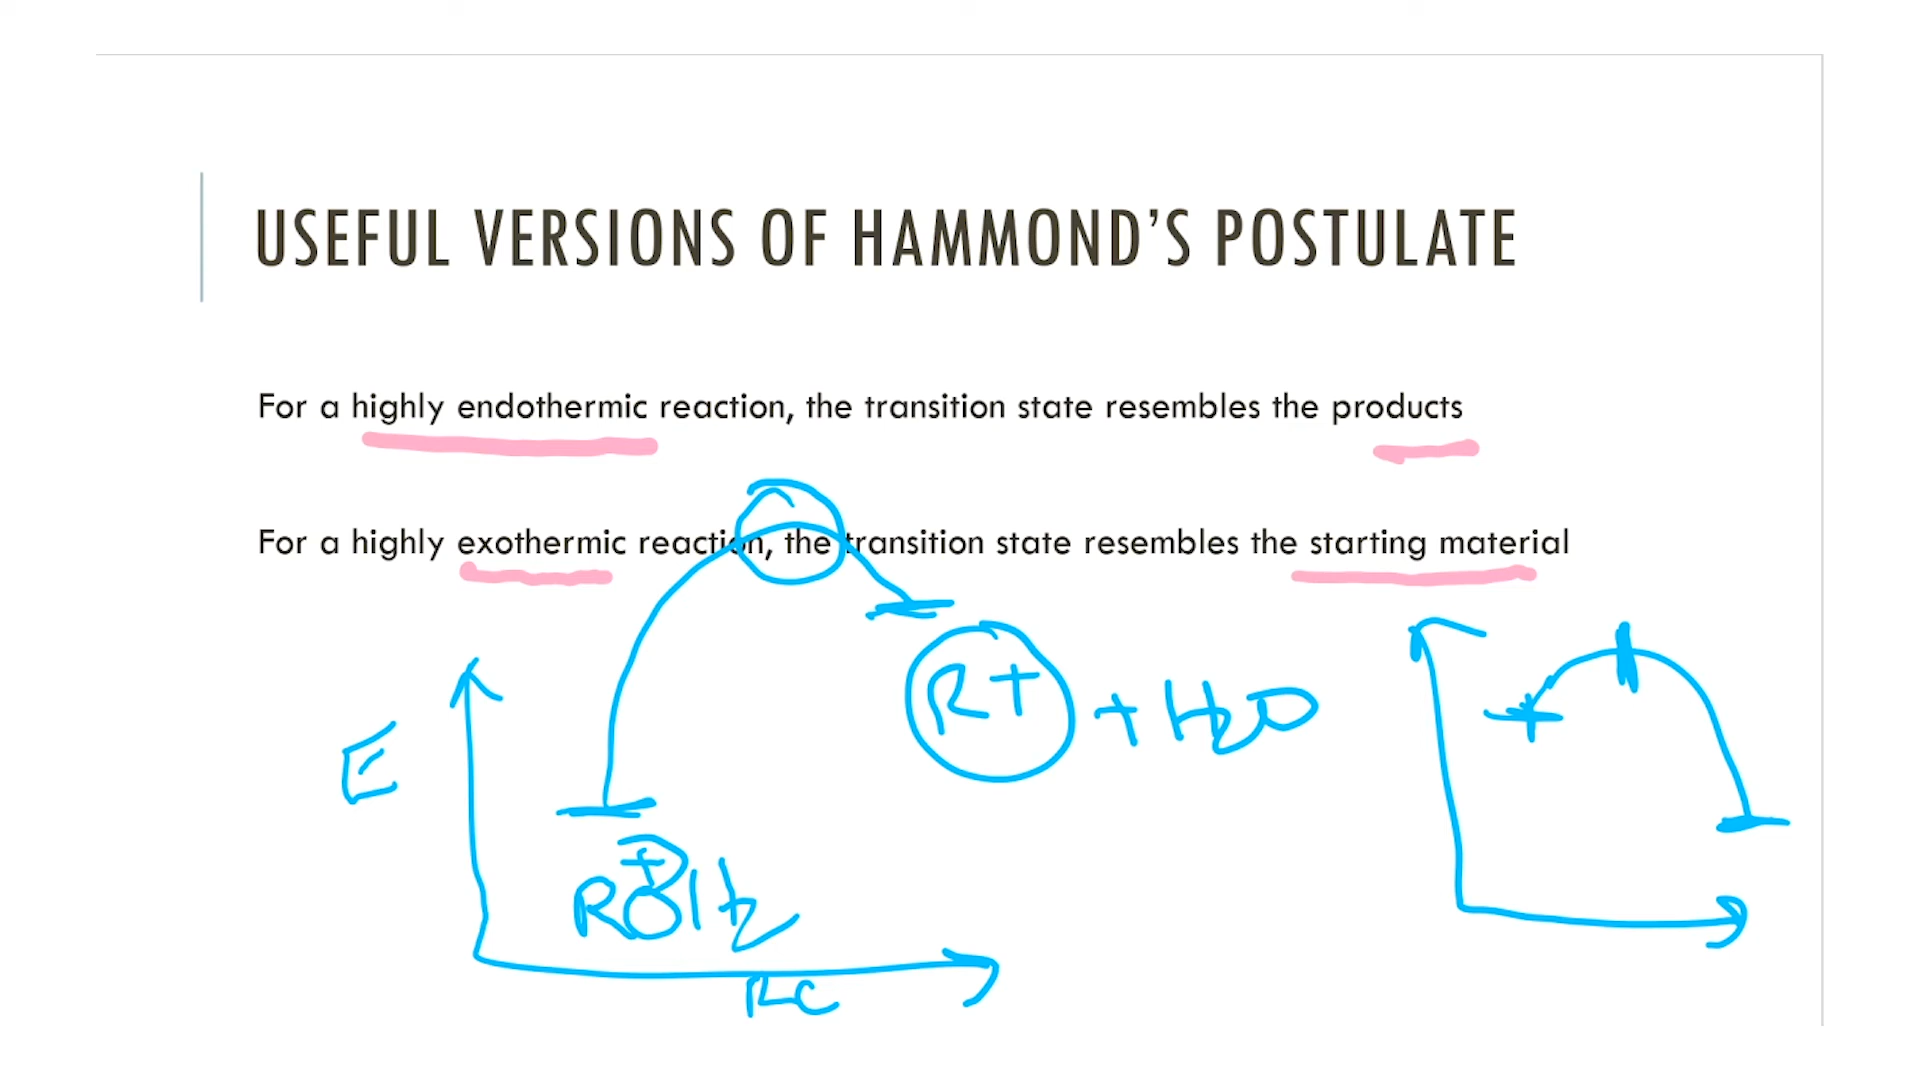 USEFUL VERSIONS OF HAMMOND'S POSTULATE
For a highly endothermic reaction, the transition state resembles the products
For a highly exothermic reaction, the transition state resembles the starting material
R+ + H2O
E
+
ROH2
RC